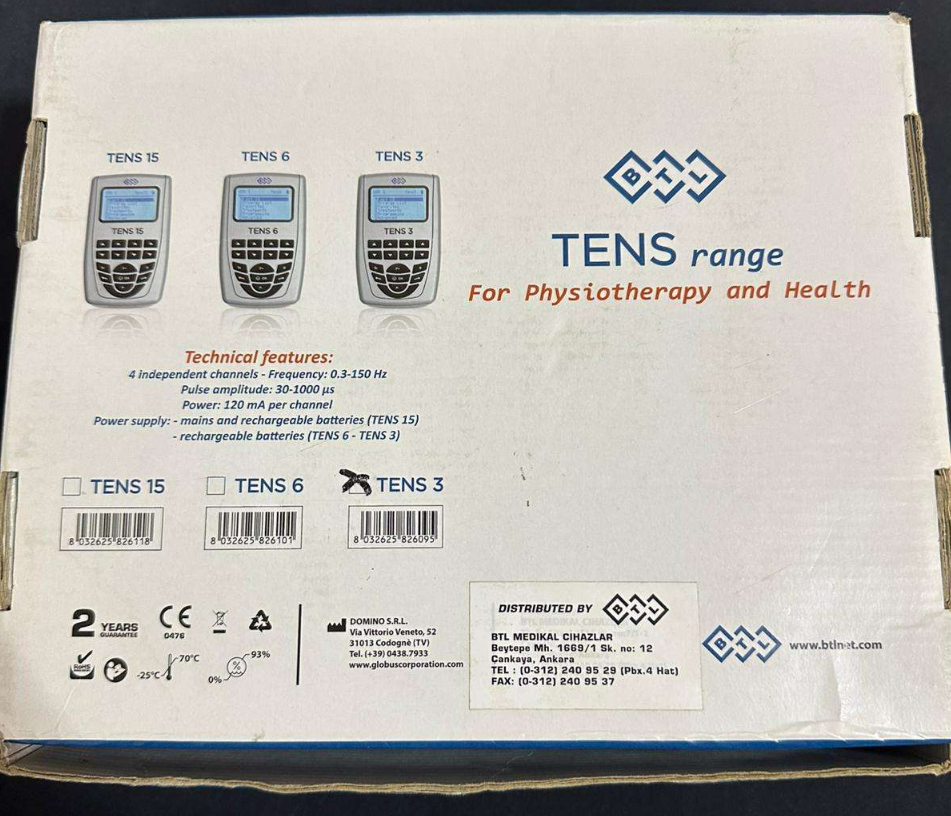 TENS 15
TENS 6
TENS 3
TENS 15
TENS 6
TENS 3
BTL
TENS range
For Physiotherapy and Health
Technical features:
4 independent channels - Frequency: 0.3-150 Hz
Pulse amplitude: 30-1000 µs
Power: 120 mA per channel
Power supply: - mains and rechargeable batteries (TENS 15)
- rechargeable batteries (TENS 6 - TENS 3)
TENS 15
TENS 6
TENS 3
8 032625 826118
8 032625 826101
8 032625 826095
2 YEARS
GUARANTEE
CE
0476
RoHS
-25°C
70°C
0%
%
93%
DOMINO S.R.L.
Via Vittorio Veneto, 52
31013 Codognè (TV)
Tel. (+39) 0438.7933
www.globuscorporation.com
DISTRIBUTED BY BTL
BTL MEDIKAL CIHAZLAR
Beytepe Mh. 1669/1 Sk. no: 12
Çankaya, Ankara
TEL : (0-312) 240 95 29 (Pbx.4 Hat)
FAX: (0-312) 240 95 37
BTL www.btlnet.com